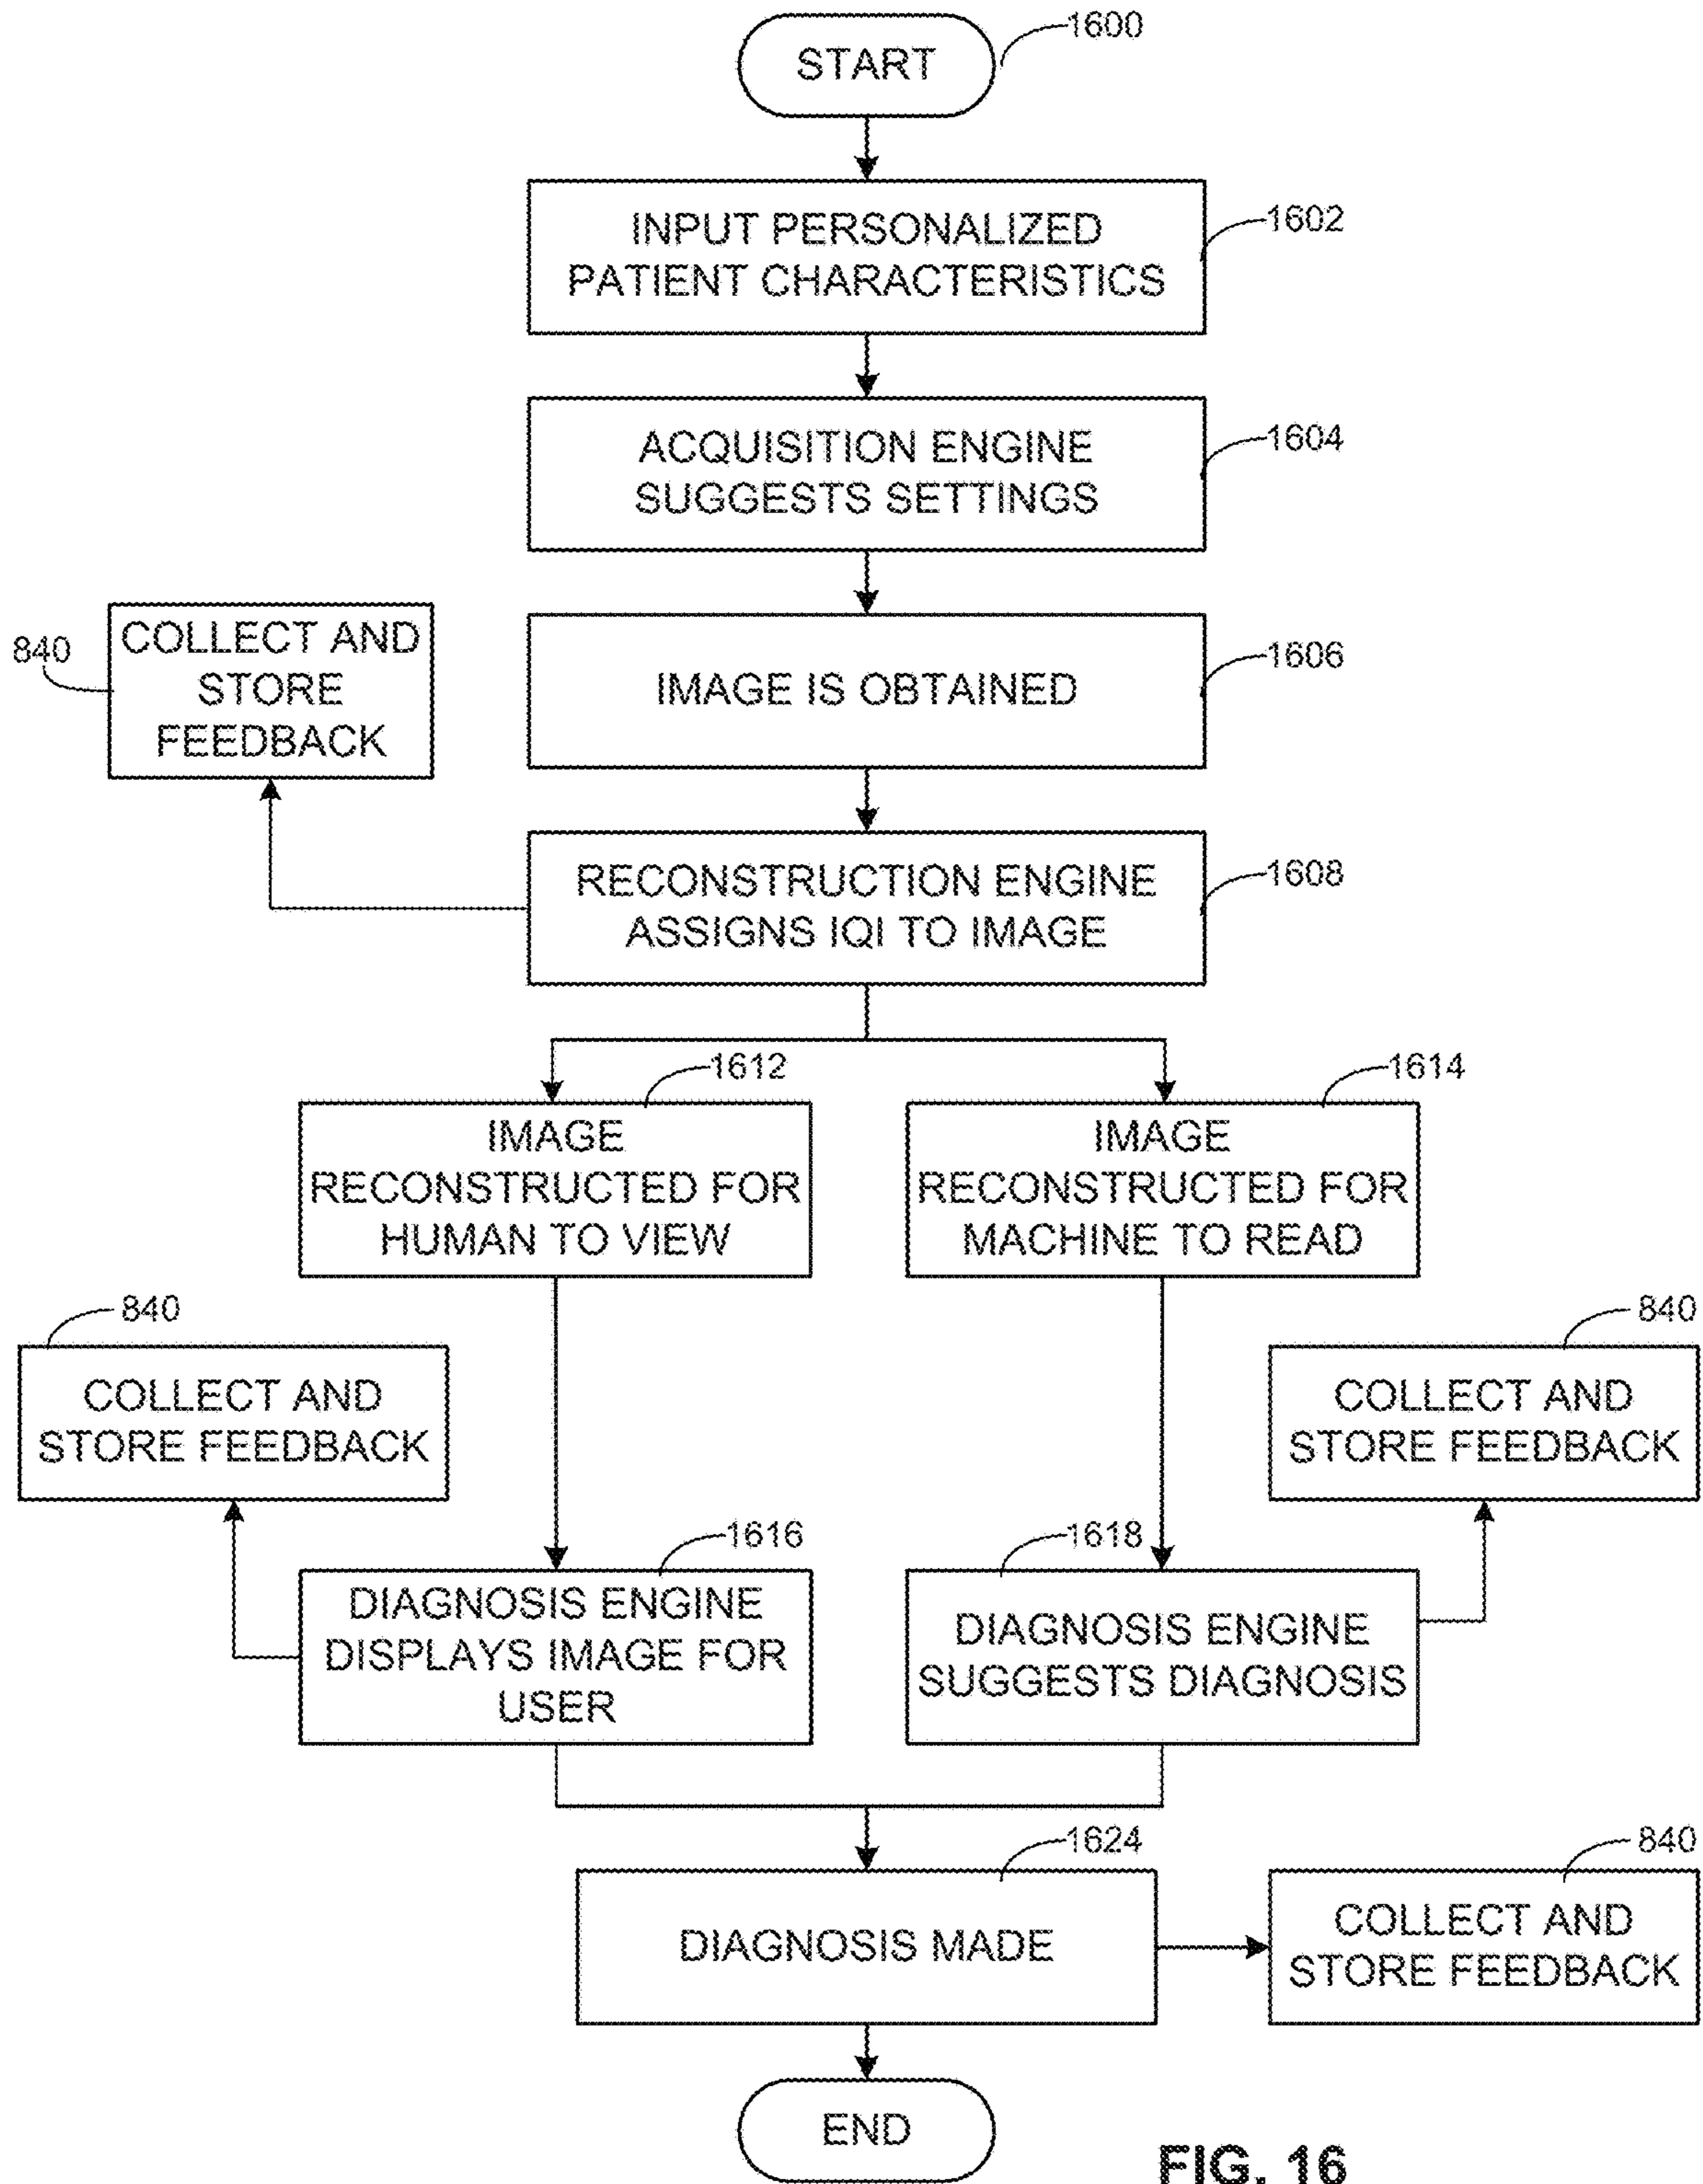 START
1600
INPUT PERSONALIZED
PATIENT CHARACTERISTICS
1602
ACQUISITION ENGINE
SUGGESTS SETTINGS
1604
840
COLLECT AND
STORE
FEEDBACK
IMAGE IS OBTAINED
1606
RECONSTRUCTION ENGINE
ASSIGNS IQI TO IMAGE
1608
1612
IMAGE
RECONSTRUCTED FOR
HUMAN TO VIEW
1614
IMAGE
RECONSTRUCTED FOR
MACHINE TO READ
840
COLLECT AND
STORE FEEDBACK
840
COLLECT AND
STORE FEEDBACK
1616
DIAGNOSIS ENGINE
DISPLAYS IMAGE FOR
USER
1618
DIAGNOSIS ENGINE
SUGGESTS DIAGNOSIS
1624
DIAGNOSIS MADE
840
COLLECT AND
STORE FEEDBACK
END
FIG. 16